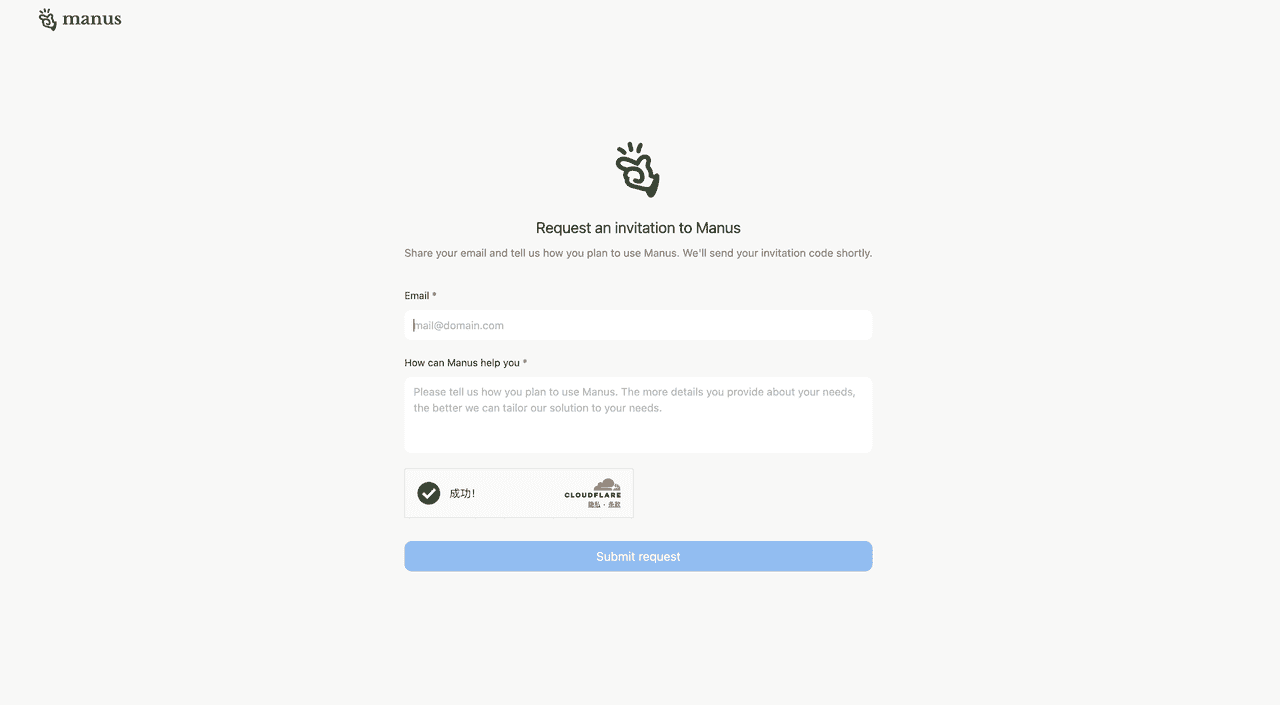 manus
Request an invitation to Manus
Share your email and tell us how you plan to use Manus. We'll send your invitation code shortly.
Email *
mail@domain.com
How can Manus help you *
Please tell us how you plan to use Manus. The more details you provide about your needs,
the better we can tailor our solution to your needs.
成功!
CLOUDFLARE
隐私 · 条款
Submit request